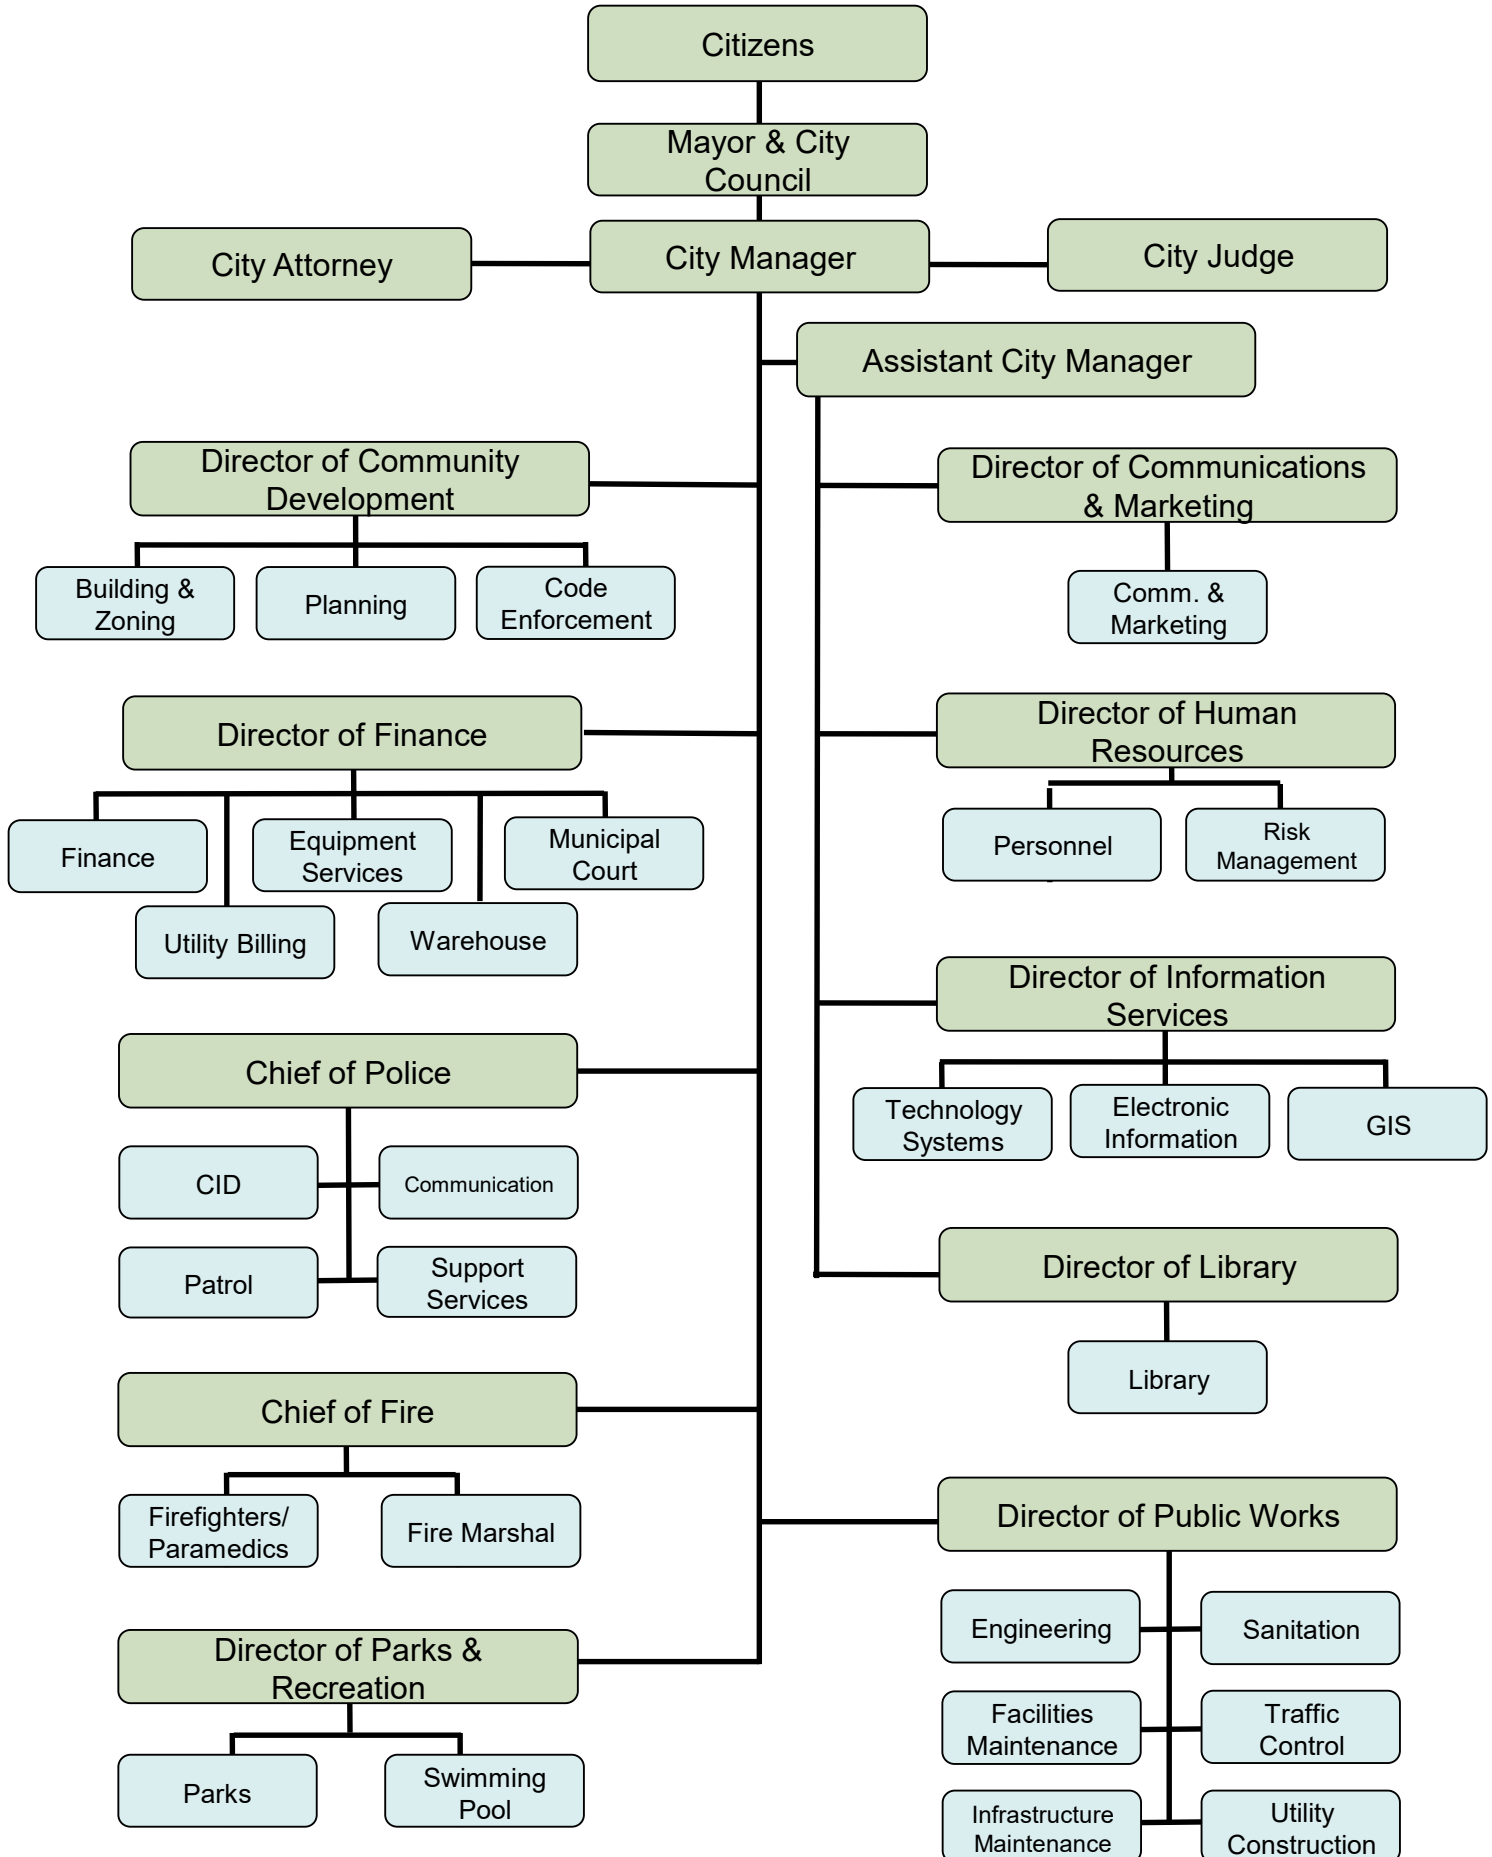 Citizens
Mayor & City
Council
City Attorney
City Manager
City Judge
Assistant City Manager
Director of Community
Development
Director of Communications
& Marketing
Building &
Zoning
Planning
Code
Enforcement
Comm. &
Marketing
Director of Finance
Director of Human
Resources
Finance
Equipment
Services
Municipal
Court
Utility Billing
Warehouse
Personnel
Risk
Management
Director of Information
Services
Chief of Police
Technology
Systems
Electronic
Information
GIS
CID
Communication
Patrol
Support
Services
Director of Library
Library
Chief of Fire
Firefighters/
Paramedics
Fire Marshal
Director of Public Works
Engineering
Sanitation
Facilities
Maintenance
Traffic
Control
Infrastructure
Maintenance
Utility
Construction
Director of Parks &
Recreation
Parks
Swimming
Pool